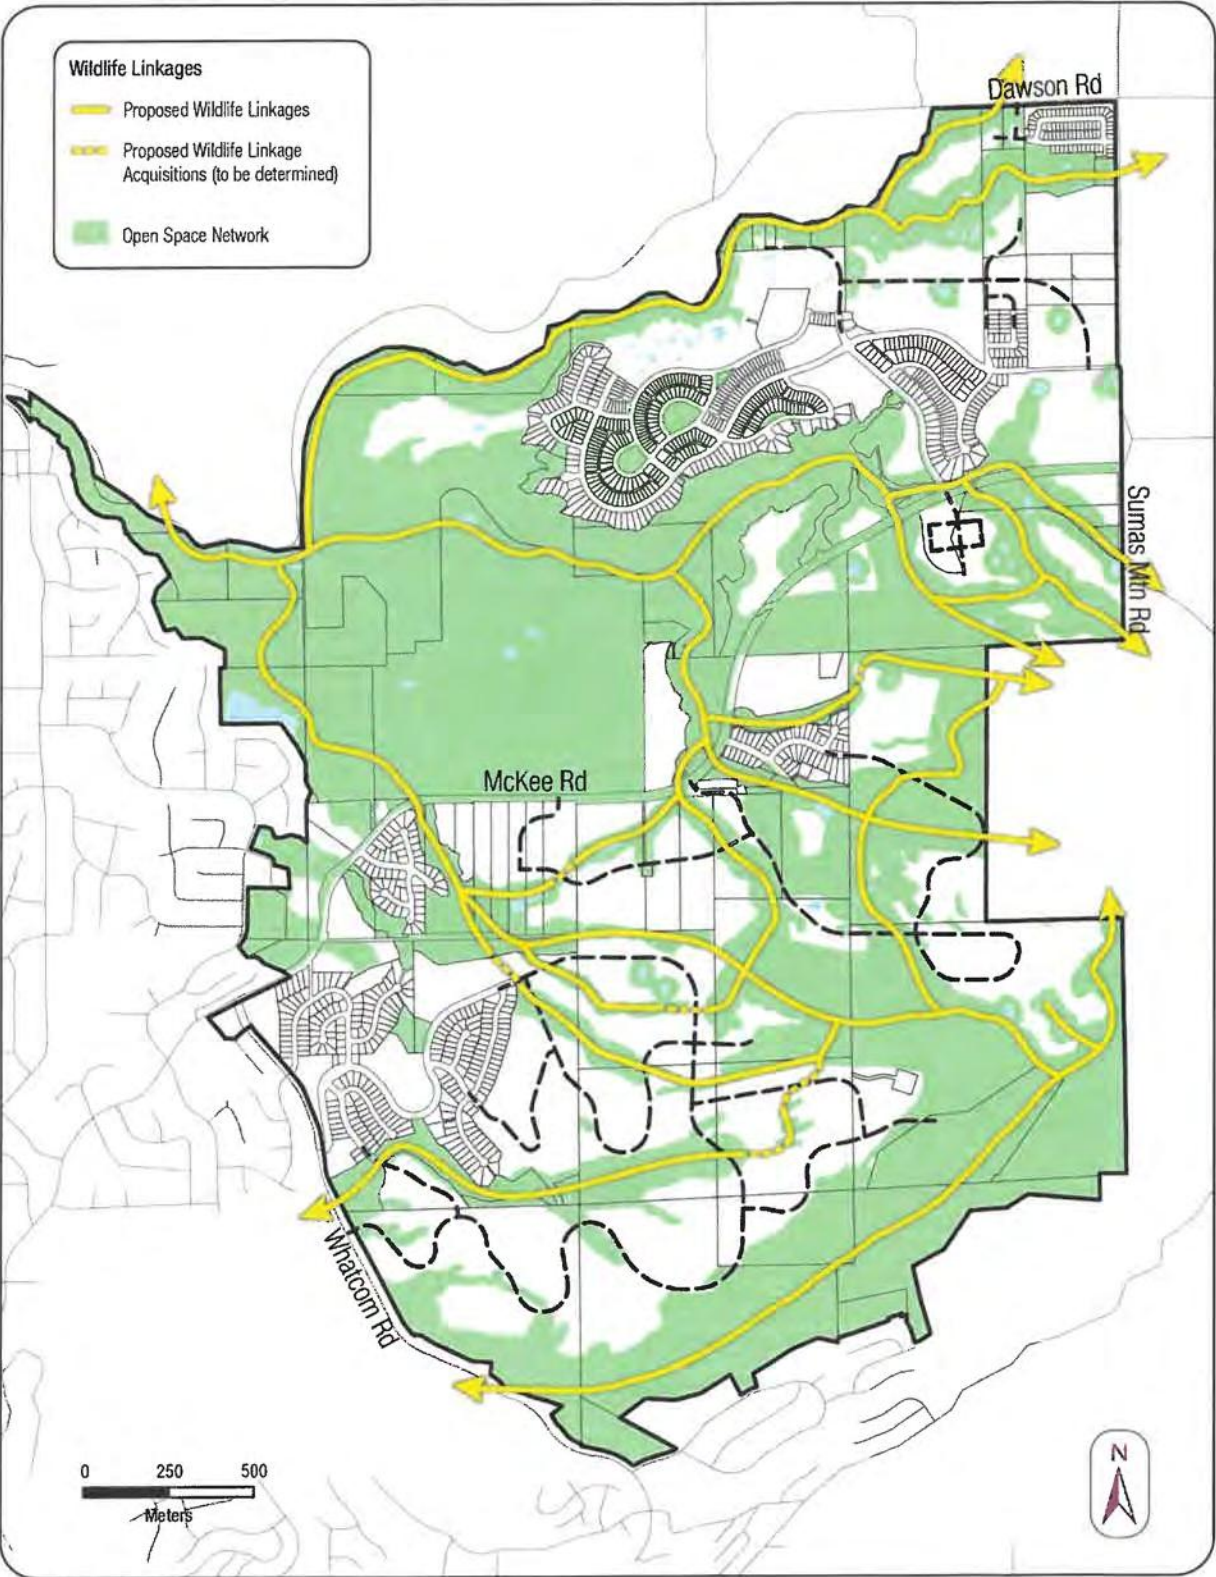 Wildlife Linkages
Proposed Wildlife Linkages
Proposed Wildlife Linkage
Acquisitions (to be determined)
Open Space Network
Dawson Rd
Sumas Mtn Rd
McKee Rd
Whatcom Rd
0 250 500
Meters
N